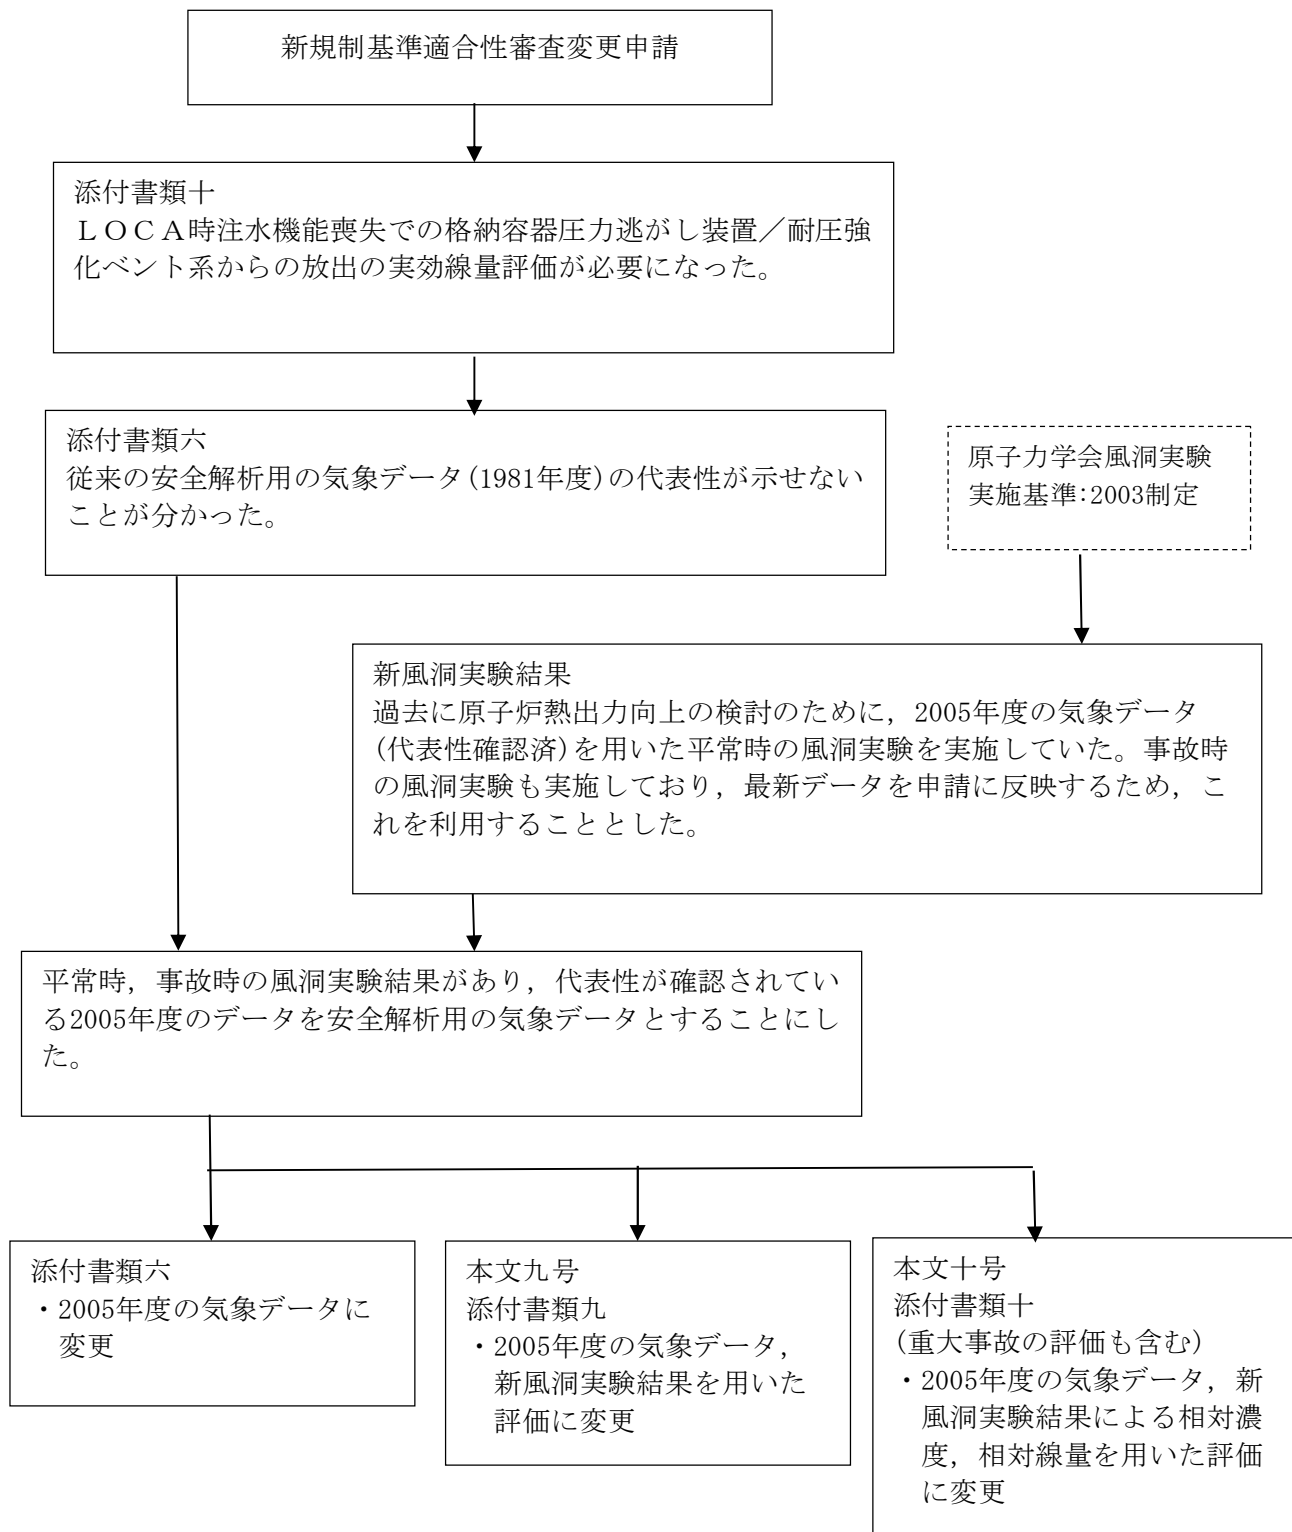 新規制基準適合性審査変更申請
添付書類十
ＬＯＣＡ時注水機能喪失での格納容器圧力逃がし装置／耐圧強
化ベント系からの放出の実効線量評価が必要になった。
添付書類六
従来の安全解析用の気象データ(1981年度)の代表性が示せない
ことが分かった。
原子力学会風洞実験
実施基準:2003制定
新風洞実験結果
過去に原子炉熱出力向上の検討のために，2005年度の気象データ
(代表性確認済)を用いた平常時の風洞実験を実施していた。事故時
の風洞実験も実施しており，最新データを申請に反映するため，こ
れを利用することとした。
平常時，事故時の風洞実験結果があり，代表性が確認されてい
る2005年度のデータを安全解析用の気象データとすることにし
た。
添付書類六
・2005年度の気象データに
変更
本文九号
添付書類九
・2005年度の気象データ，
新風洞実験結果を用いた
評価に変更
本文十号
添付書類十
(重大事故の評価も含む)
・2005年度の気象データ，新
風洞実験結果による相対濃
度，相対線量を用いた評価
に変更